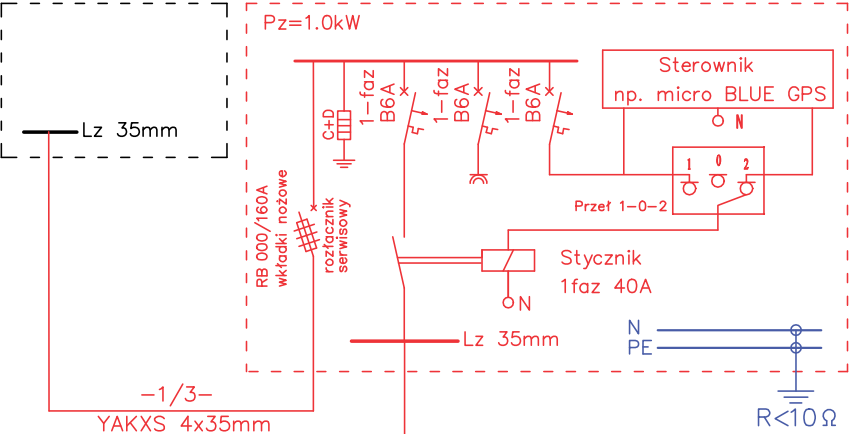 Pz=1.0kW
Lz 35mm
RB 000/160A
wkładki nożowe
rozłącznik
serwisowy
C+D
1-faz
B6A
1-faz
B6A
1-faz
B6A
Sterownik
np. micro BLUE GPS
N
1 0 2
Przeł 1-0-2
Stycznik
1faz 40A
N
Lz 35mm
N
PE
R<10 Ω
-1/3-
YAKXS 4x35mm